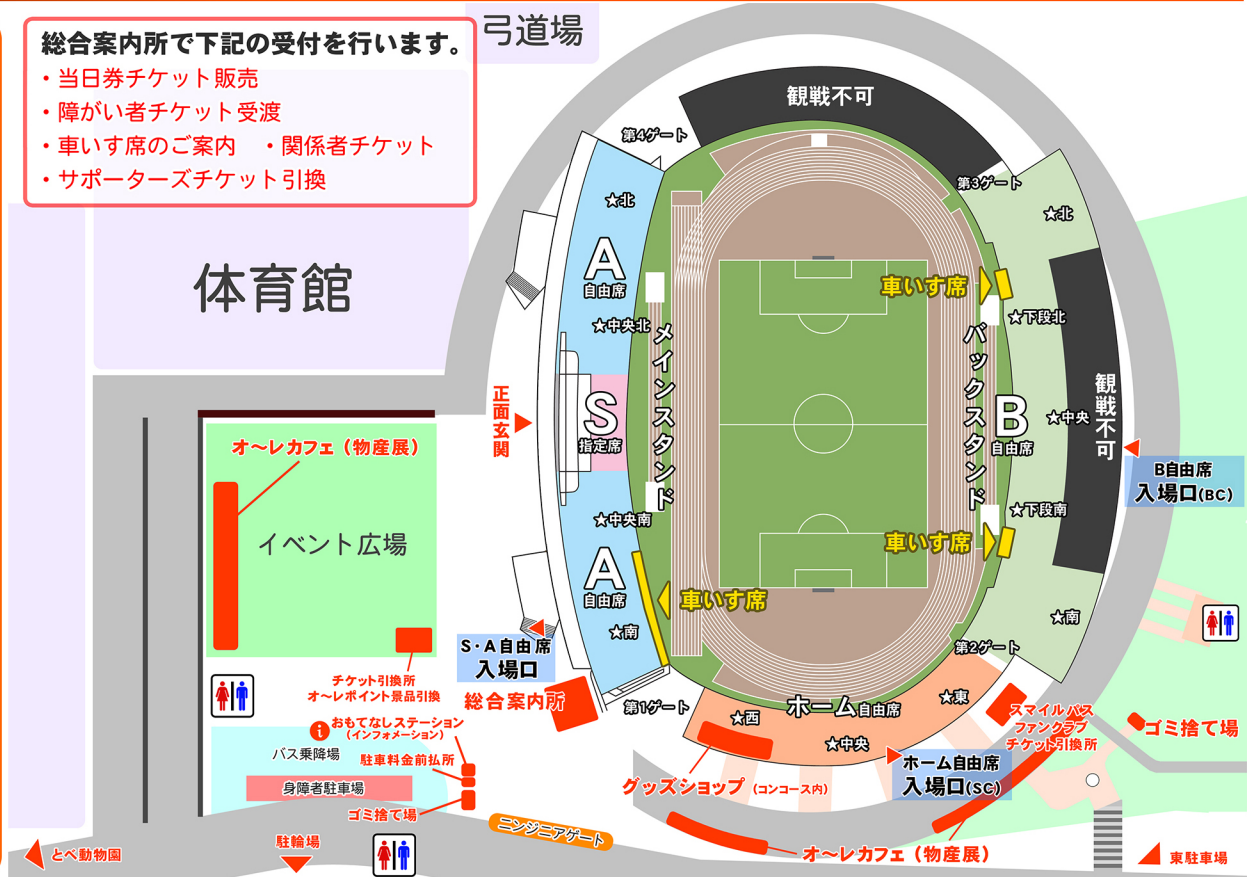 総合案内所で下記の受付を行います。
・当日券チケット販売
・障がい者チケット受渡
・車いす席のご案内 ・関係者チケット
・サポーターズチケット引換
弓道場
体育館
観戦不可
第4ゲート
第3ゲート
★北
A
自由席
★中央北
S
指定席
★中央南
A
自由席
★南
メインスタンド
正面玄関
車いす席
バックスタンド
★北
★下段北
B
自由席
★中央
観戦不可
★下段南
★南
車いす席
車いす席
B自由席
入場口(BC)
オ〜レカフェ（物産展）
イベント広場
チケット引換所
オ〜レポイント景品引換
S・A自由席
入場口
総合案内所
第1ゲート
第2ゲート
★西
ホーム自由席
★東
★中央
グッズショップ（コンコース内）
ホーム自由席
入場口(SC)
スマイルパス
ファンクラブ
チケット引換所
ゴミ捨て場
おもてなしステーション
（インフォメーション）
i
バス乗降場
駐車料金前払所
身障者駐車場
ゴミ捨て場
ニンジニアゲート
オ〜レカフェ（物産展）
とべ動物園
駐輪場
東駐車場